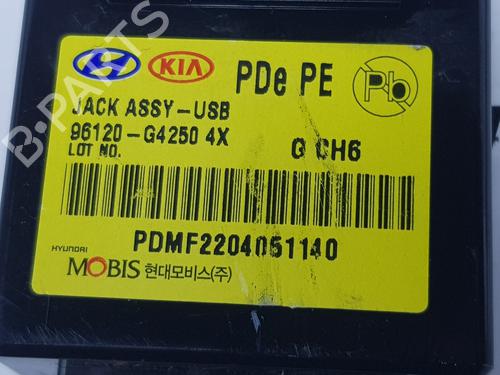 KIA
PDe PE
Pb
JACK ASSY-USB
96120-G4250 4X
G CH6
LOT NO.
PDMF2204051140
HYUNDAI
MOBIS 현대모비스(주)
B-PARTS